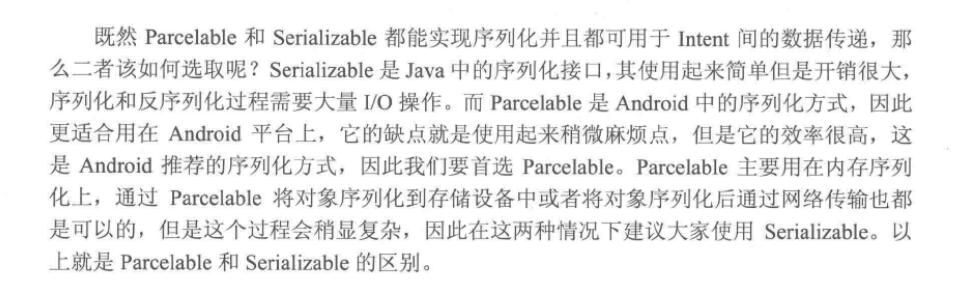 既然 Parcelable 和 Serializable 都能实现序列化并且都可用于 Intent 间的数据传递，那
么二者该如何选取呢？Serializable 是 Java 中的序列化接口，其使用起来简单但是开销很大，
序列化和反序列化过程需要大量 I/O 操作。而 Parcelable 是 Android 中的序列化方式，因此
更适合用在 Android 平台上，它的缺点就是使用起来稍微麻烦点，但是它的效率很高，这
是 Android 推荐的序列化方式，因此我们要首选 Parcelable。Parcelable 主要用在内存序列
化上，通过 Parcelable 将对象序列化到存储设备中或者将对象序列化后通过网络传输也都
是可以的，但是这个过程会稍显复杂，因此在这两种情况下建议大家使用 Serializable。以
上就是 Parcelable 和 Serializable 的区别。